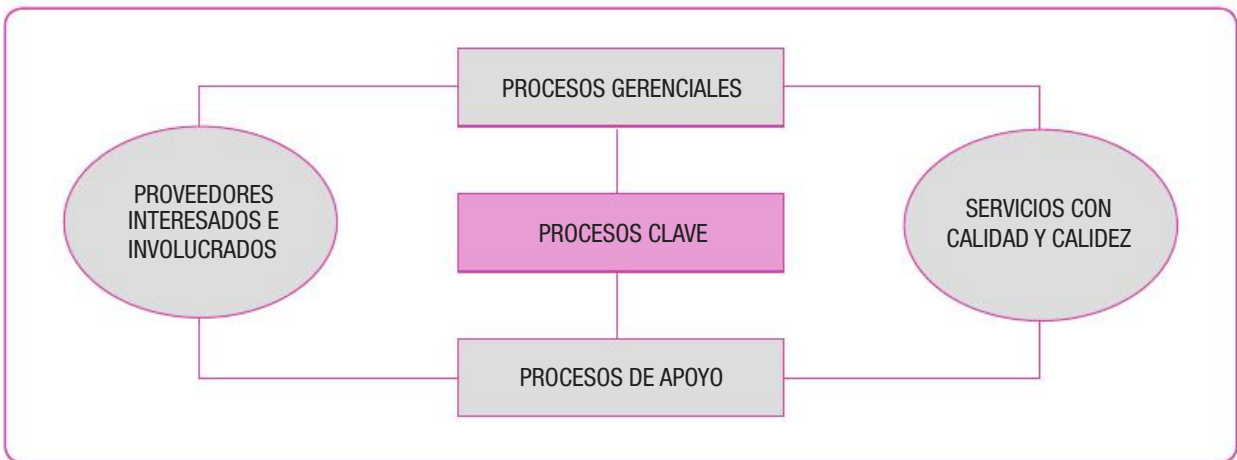 PROCESOS GERENCIALES
PROVEEDORES
INTERESADOS E
INVOLUCRADOS
PROCESOS CLAVE
SERVICIOS CON
CALIDAD Y CALIDEZ
PROCESOS DE APOYO